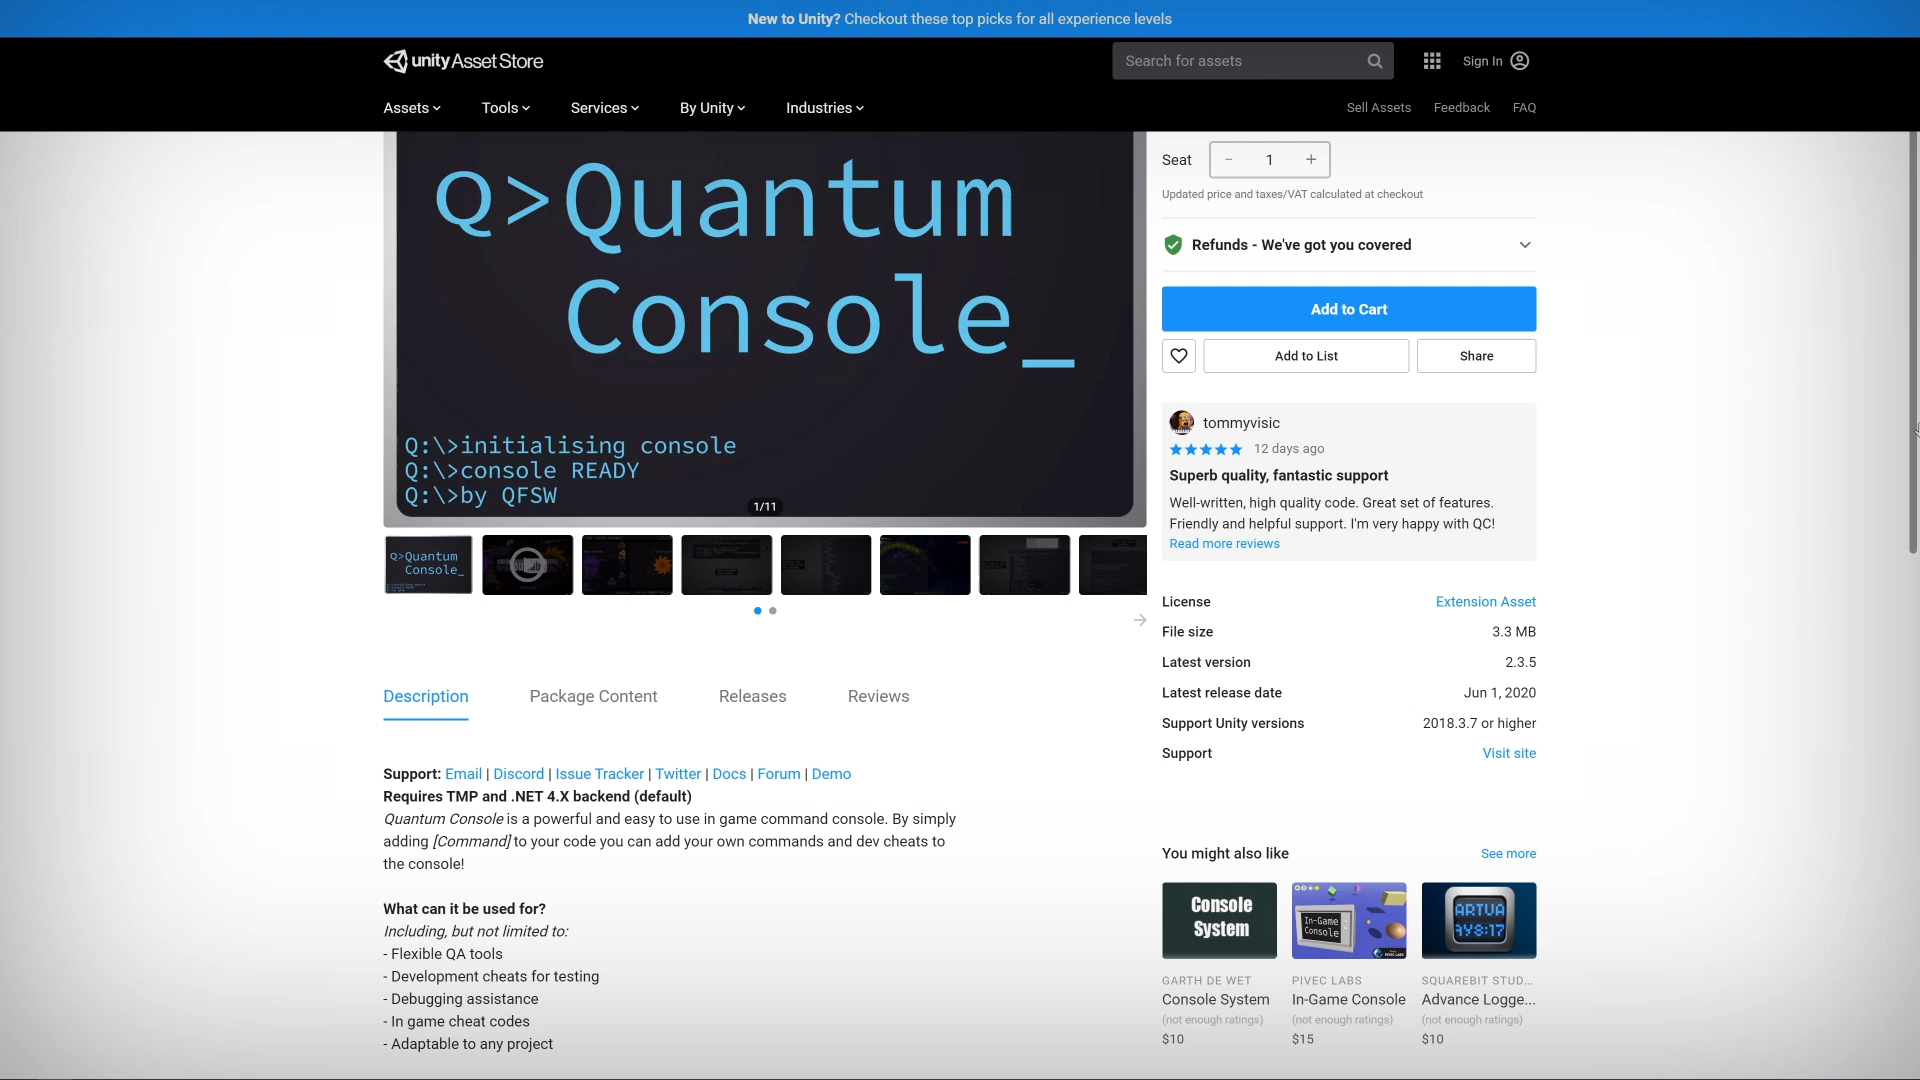 New to Unity? Checkout these top picks for all experience levels
unity Asset Store
Search for assets
Sign In
Assets
Tools
Services
By Unity
Industries
Sell Assets
Feedback
FAQ
Q>Quantum
Console_
Q:\>initialising console
Q:\>console READY
Q:\>by QFSW
1/11
Q>Quantum
Console_
Seat
- 1 +
Updated price and taxes/VAT calculated at checkout
Refunds - We've got you covered
Add to Cart
Add to List
Share
tommyvisic
12 days ago
Superb quality, fantastic support
Well-written, high quality code. Great set of features.
Friendly and helpful support. I'm very happy with QC!
Read more reviews
License Extension Asset
File size 3.3 MB
Latest version 2.3.5
Latest release date Jun 1, 2020
Support Unity versions 2018.3.7 or higher
Support Visit site
Description
Package Content
Releases
Reviews
Support: Email | Discord | Issue Tracker | Twitter | Docs | Forum | Demo
Requires TMP and .NET 4.X backend (default)
Quantum Console is a powerful and easy to use in game command console. By simply
adding [Command] to your code you can add your own commands and dev cheats to
the console!
What can it be used for?
Including, but not limited to:
- Flexible QA tools
- Development cheats for testing
- Debugging assistance
- In game cheat codes
- Adaptable to any project
You might also like
See more
Console
System
In-Game
Console
GARTH DE WET
Console System
(not enough ratings)
$10
PIVEC LABS
In-Game Console
(not enough ratings)
$15
SQUAREBIT STUD...
Advance Logge...
(not enough ratings)
$10